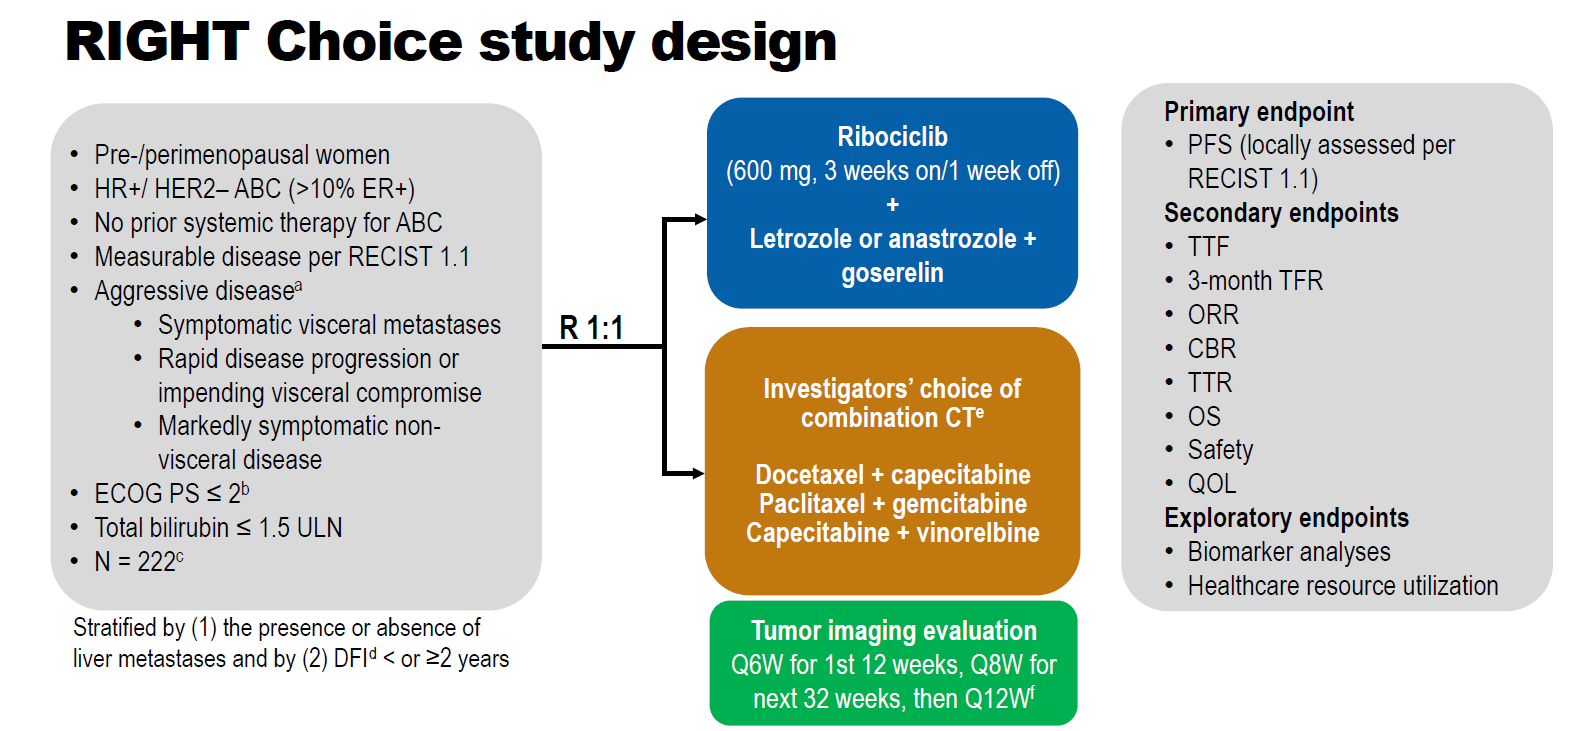 RIGHT Choice study design
• Pre-/perimenopausal women
• HR+/ HER2– ABC (>10% ER+)
• No prior systemic therapy for ABC
• Measurable disease per RECIST 1.1
• Aggressive diseaseᵃ
• Symptomatic visceral metastases
• Rapid disease progression or
impending visceral compromise
• Markedly symptomatic non-
visceral disease
• ECOG PS ≤ 2ᵇ
• Total bilirubin ≤ 1.5 ULN
• N = 222ᶜ
Stratified by (1) the presence or absence of
liver metastases and by (2) DFIᵈ < or ≥2 years
R 1:1
Ribociclib
(600 mg, 3 weeks on/1 week off)
+
Letrozole or anastrozole +
goserelin
Investigators’ choice of
combination CTᵉ
Docetaxel + capecitabine
Paclitaxel + gemcitabine
Capecitabine + vinorelbine
Tumor imaging evaluation
Q6W for 1st 12 weeks, Q8W for
next 32 weeks, then Q12Wᶠ
Primary endpoint
• PFS (locally assessed per
RECIST 1.1)
Secondary endpoints
• TTF
• 3-month TFR
• ORR
• CBR
• TTR
• OS
• Safety
• QOL
Exploratory endpoints
• Biomarker analyses
• Healthcare resource utilization